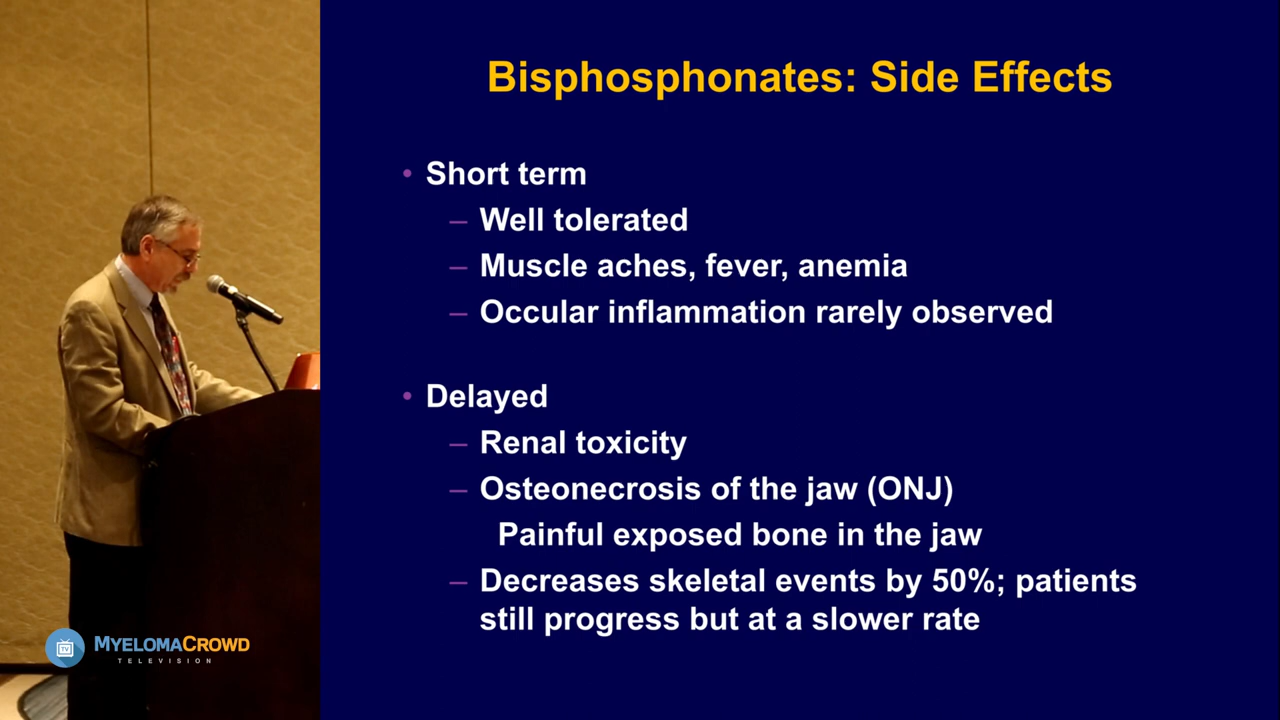 Bisphosphonates: Side Effects
• Short term
– Well tolerated
– Muscle aches, fever, anemia
– Occular inflammation rarely observed
• Delayed
– Renal toxicity
– Osteonecrosis of the jaw (ONJ)
Painful exposed bone in the jaw
– Decreases skeletal events by 50%; patients
still progress but at a slower rate
TV
MYELOMACROWD
TELEVISION